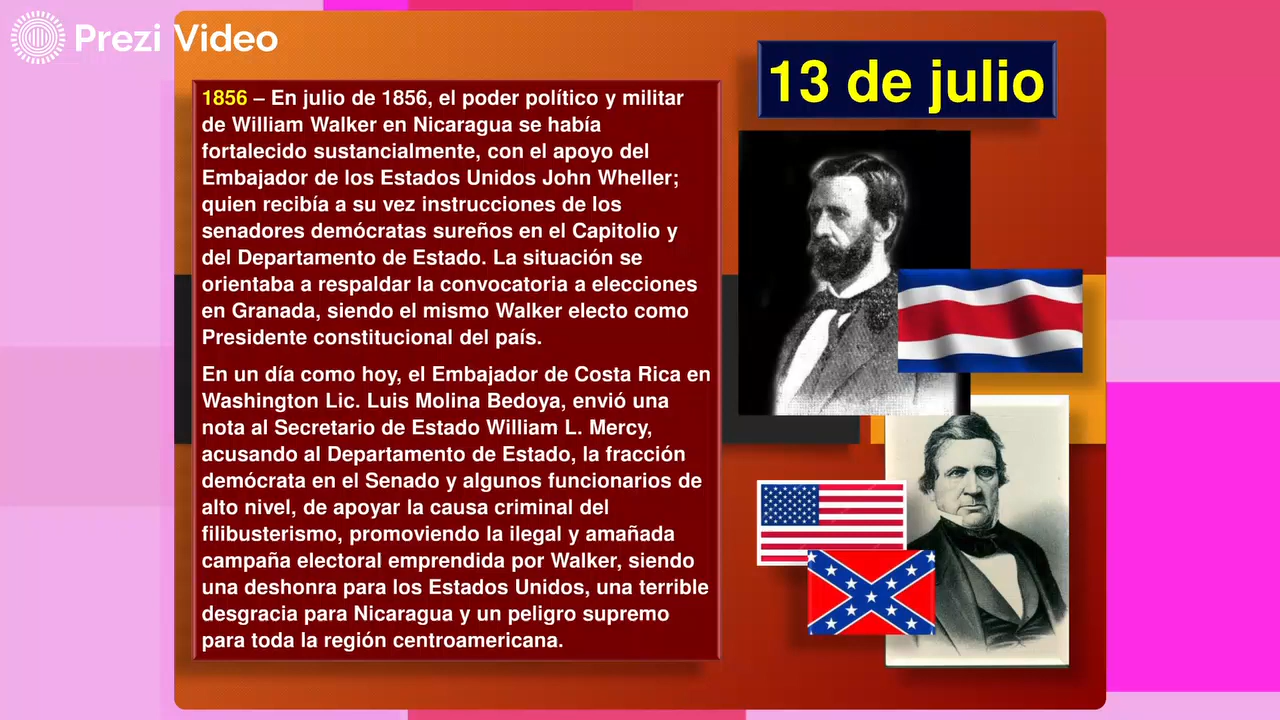 Prezi Video
13 de julio
1856 – En julio de 1856, el poder político y militar
de William Walker en Nicaragua se había
fortalecido sustancialmente, con el apoyo del
Embajador de los Estados Unidos John Wheller;
quien recibía a su vez instrucciones de los
senadores demócratas sureños en el Capitolio y
del Departamento de Estado. La situación se
orientaba a respaldar la convocatoria a elecciones
en Granada, siendo el mismo Walker electo como
Presidente constitucional del país.
En un día como hoy, el Embajador de Costa Rica en
Washington Lic. Luis Molina Bedoya, envió una
nota al Secretario de Estado William L. Mercy,
acusando al Departamento de Estado, la fracción
demócrata en el Senado y algunos funcionarios de
alto nivel, de apoyar la causa criminal del
filibusterismo, promoviendo la ilegal y amañada
campaña electoral emprendida por Walker, siendo
una deshonra para los Estados Unidos, una terrible
desgracia para Nicaragua y un peligro supremo
para toda la región centroamericana.